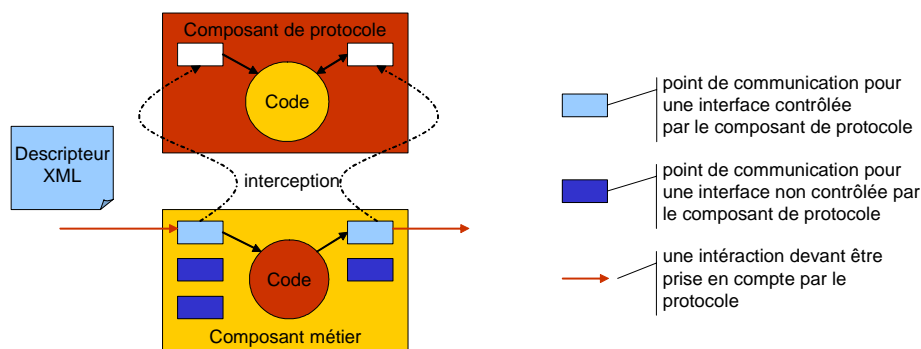 Composant de protocole
Code
Descripteur
XML
interception
Code
Composant métier
point de communication pour
une interface contrôlée
par le composant de protocole
point de communication pour
une interface non contrôlée par
le composant de protocole
une intéraction devant être
prise en compte par le
protocole